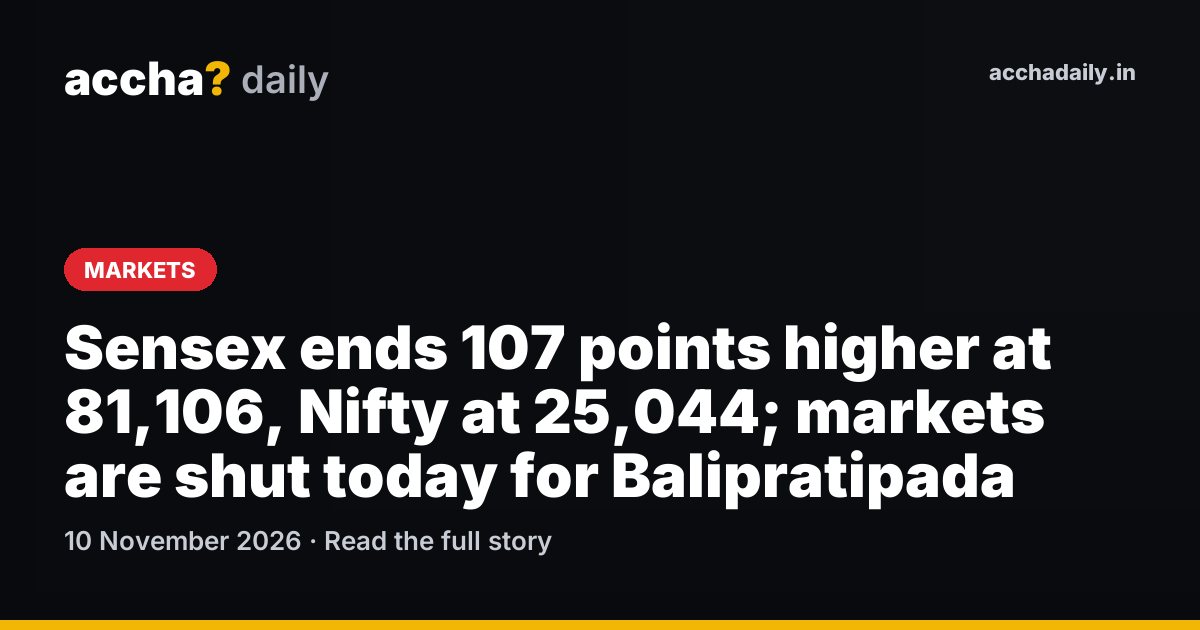 accha? daily
acchadaily.in
MARKETS
Sensex ends 107 points higher at
81,106, Nifty at 25,044; markets
are shut today for Balipratipada
10 November 2026 · Read the full story